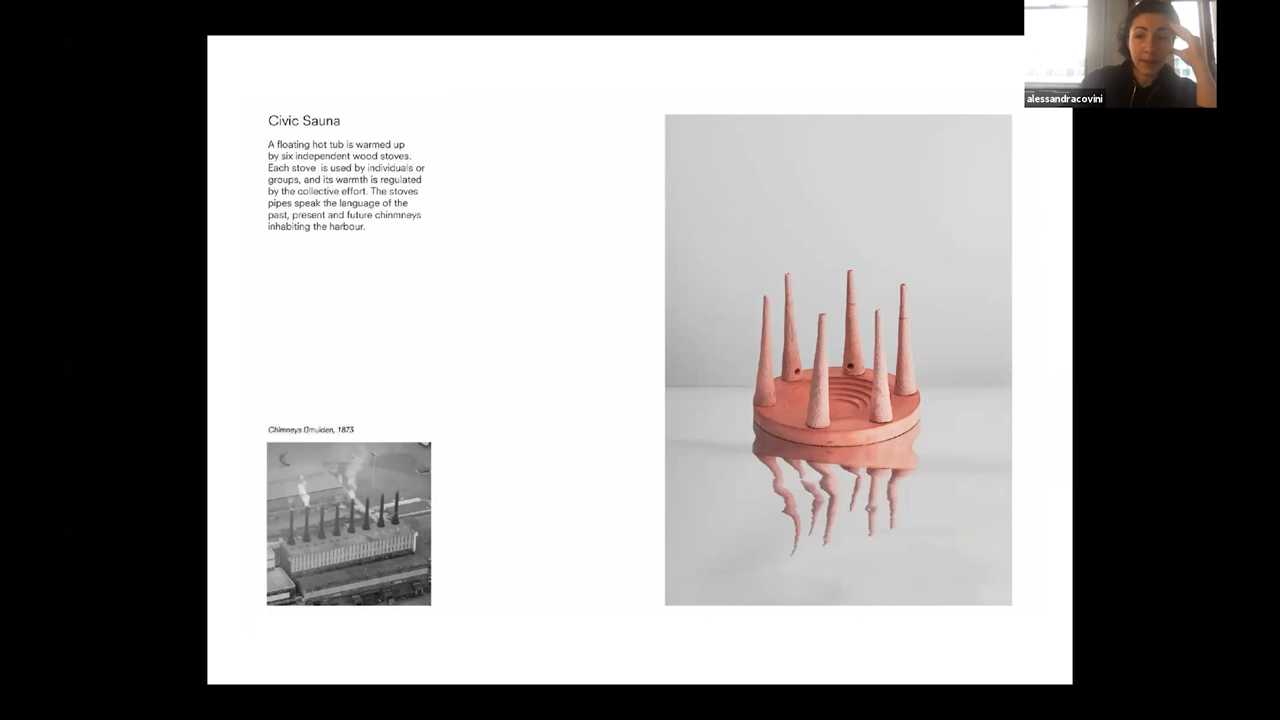 alessandracovini
Civic Sauna
A floating hot tub is warmed up
by six independent wood stoves.
Each stove is used by individuals or
groups, and its warmth is regulated
by the collective effort. The stoves
pipes speak the language of the
past, present and future chinmneys
inhabiting the harbour.
Chimneys IJmuiden, 1873